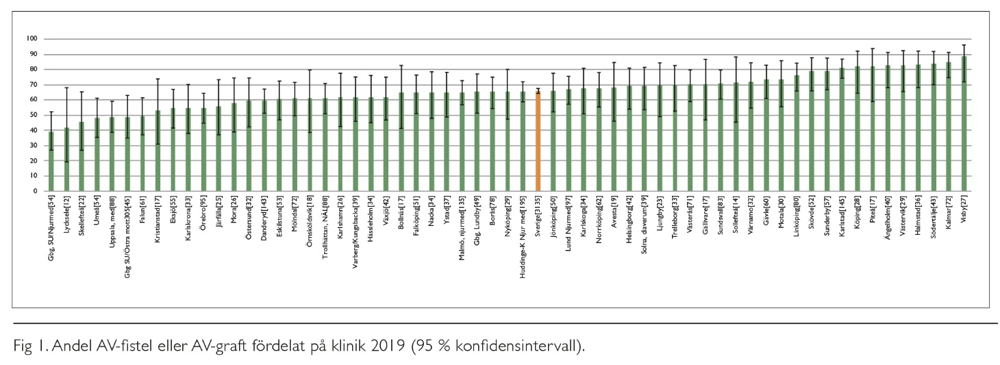 100
90
80
70
60
50
40
30
20
10
0
Gbg, SU/Njurmed[54]
Lycksele[12]
Skellefteå[22]
Umeå[54]
Uppsala, med[88]
Gbg SU/Östra mott305[45]
Falun[61]
Kristianstad[17]
Eksjö[55]
Karlskrona[33]
Örebro[95]
Järfälla[25]
Mora[26]
Östersund[32]
Danderyd[143]
Eskilstuna[53]
Mölndal[72]
Örnsköldsvik[18]
Trollhättan, NÄL[88]
Karlshamn[26]
Varberg/Kungsbacka[39]
Hässleholm[34]
Växjö[42]
Bollnäs[17]
Falköping[51]
Nacka[34]
Ystad[37]
Malmö, njurmed[135]
Gbg, Lundby[49]
Borås[78]
Nyköping[29]
Huddinge-K Njur med[195]
Sverige[3135]
Jönköping[50]
Lund Njurmed[97]
Karlskoga[34]
Norrköping[62]
Avesta[19]
Helsingborg[42]
Solna, diaverum[39]
Ljungby[23]
Trelleborg[33]
Västerås[71]
Gällivare[17]
Sundsvall[83]
Sollefteå[14]
Värnamo[32]
Gävle[60]
Motala[30]
Linköping[80]
Skövde[52]
Sunderby[57]
Karlstad[145]
Köping[28]
Piteå[17]
Ängelholm[40]
Västervik[29]
Halmstad[36]
Södertälje[43]
Kalmar[72]
Visby[27]
Fig 1. Andel AV-fistel eller AV-graft fördelat på klinik 2019 (95 % konfidensintervall).